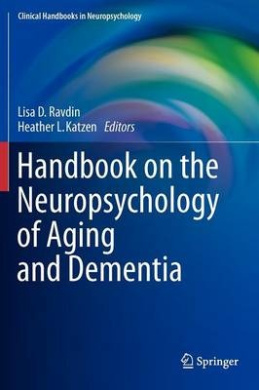 Clinical Handbooks in Neuropsychology
Lisa D. Ravdin
Heather L. Katzen Editors
Handbook on the
Neuropsychology
of Aging
and Dementia
Springer